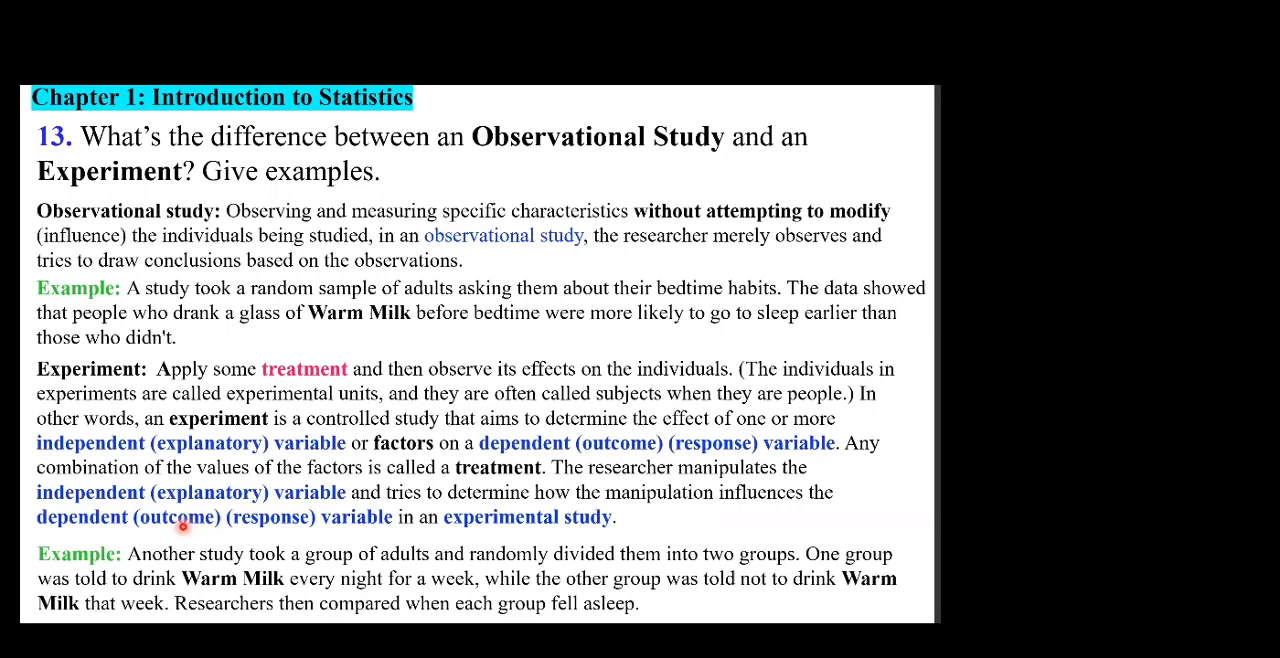 Chapter 1: Introduction to Statistics
13. What's the difference between an Observational Study and an
Experiment? Give examples.
Observational study: Observing and measuring specific characteristics without attempting to modify
(influence) the individuals being studied, in an observational study, the researcher merely observes and
tries to draw conclusions based on the observations.
Example: A study took a random sample of adults asking them about their bedtime habits. The data showed
that people who drank a glass of Warm Milk before bedtime were more likely to go to sleep earlier than
those who didn't.
Experiment: Apply some treatment and then observe its effects on the individuals. (The individuals in
experiments are called experimental units, and they are often called subjects when they are people.) In
other words, an experiment is a controlled study that aims to determine the effect of one or more
independent (explanatory) variable or factors on a dependent (outcome) (response) variable. Any
combination of the values of the factors is called a treatment. The researcher manipulates the
independent (explanatory) variable and tries to determine how the manipulation influences the
dependent (outcome) (response) variable in an experimental study.
Example: Another study took a group of adults and randomly divided them into two groups. One group
was told to drink Warm Milk every night for a week, while the other group was told not to drink Warm
Milk that week. Researchers then compared when each group fell asleep.